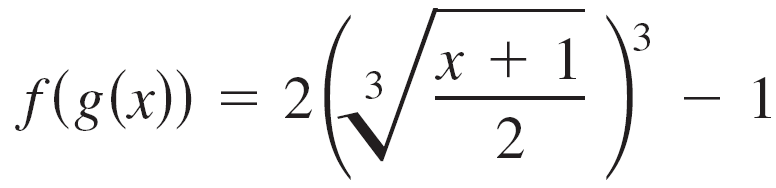 f(g(x)) = 2(∛((x + 1)/2))³ − 1